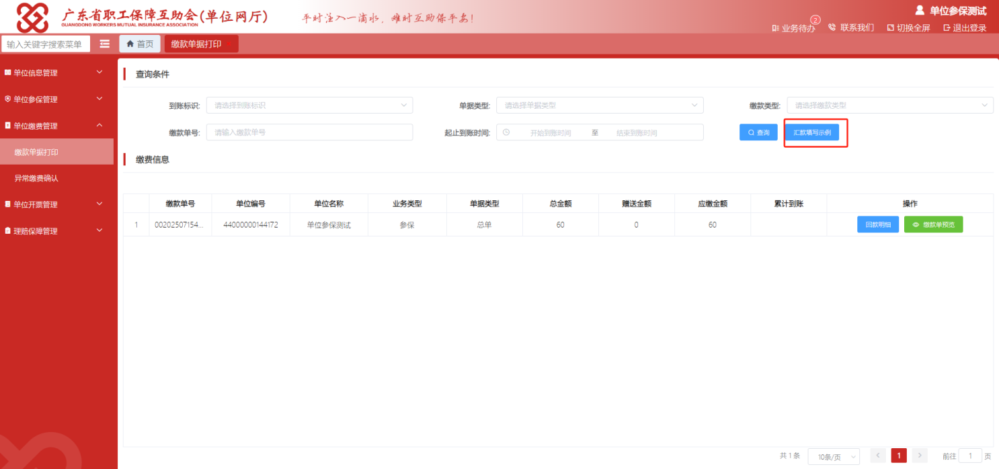 广东省职工保障互助会(单位网厅)
GUANGDONG WORKERS MUTUAL INSURANCE ASSOCIATION
平时注入一滴水，难时互助保平安！
单位参保测试
业务待办 2 联系我们 切换全屏 退出登录
输入关键字搜索菜单 首页 缴款单据打印
单位信息管理
单位参保管理
单位缴费管理
缴款单据打印
异常缴费确认
单位开票管理
理赔保障管理
查询条件
到账标识: 请选择到账标识 单据类型: 请选择单据类型 缴款类型: 请选择缴款类型
缴款单号: 请输入缴款单号 起止到账时间: 开始到账时间 至 结束到账时间 查询 汇款填写示例
缴费信息
缴款单号 单位编号 单位名称 业务类型 单据类型 总金额 赠送金额 应缴金额 累计到账 操作
1 00202507154... 44000000144172 单位参保测试 参保 总单 60 0 60 回款明细 缴款单预览
共1条 10条/页 1 前往 1 页